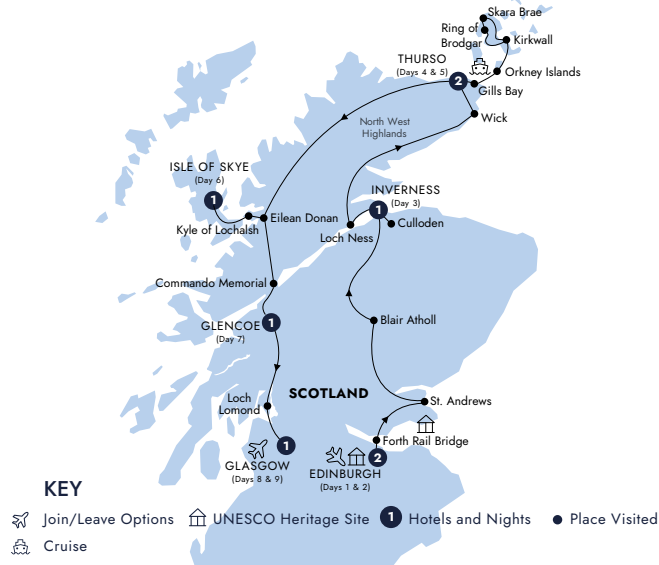 Skara Brae
Ring of
Brodgar
Kirkwall
THURSO
(Days 4 & 5)
2
Orkney Islands
Gills Bay
Wick
North West
Highlands
ISLE OF SKYE
(Day 6)
1
INVERNESS
(Day 3)
1
Eilean Donan
Culloden
Kyle of Lochalsh
Loch Ness
Commando Memorial
GLENCOE
1
(Day 7)
Blair Atholl
SCOTLAND
Loch
Lomond
St. Andrews
Forth Rail Bridge
1
GLASGOW
(Days 8 & 9)
2
EDINBURGH
(Days 1 & 2)
KEY
Join/Leave Options
UNESCO Heritage Site
1 Hotels and Nights
Place Visited
Cruise